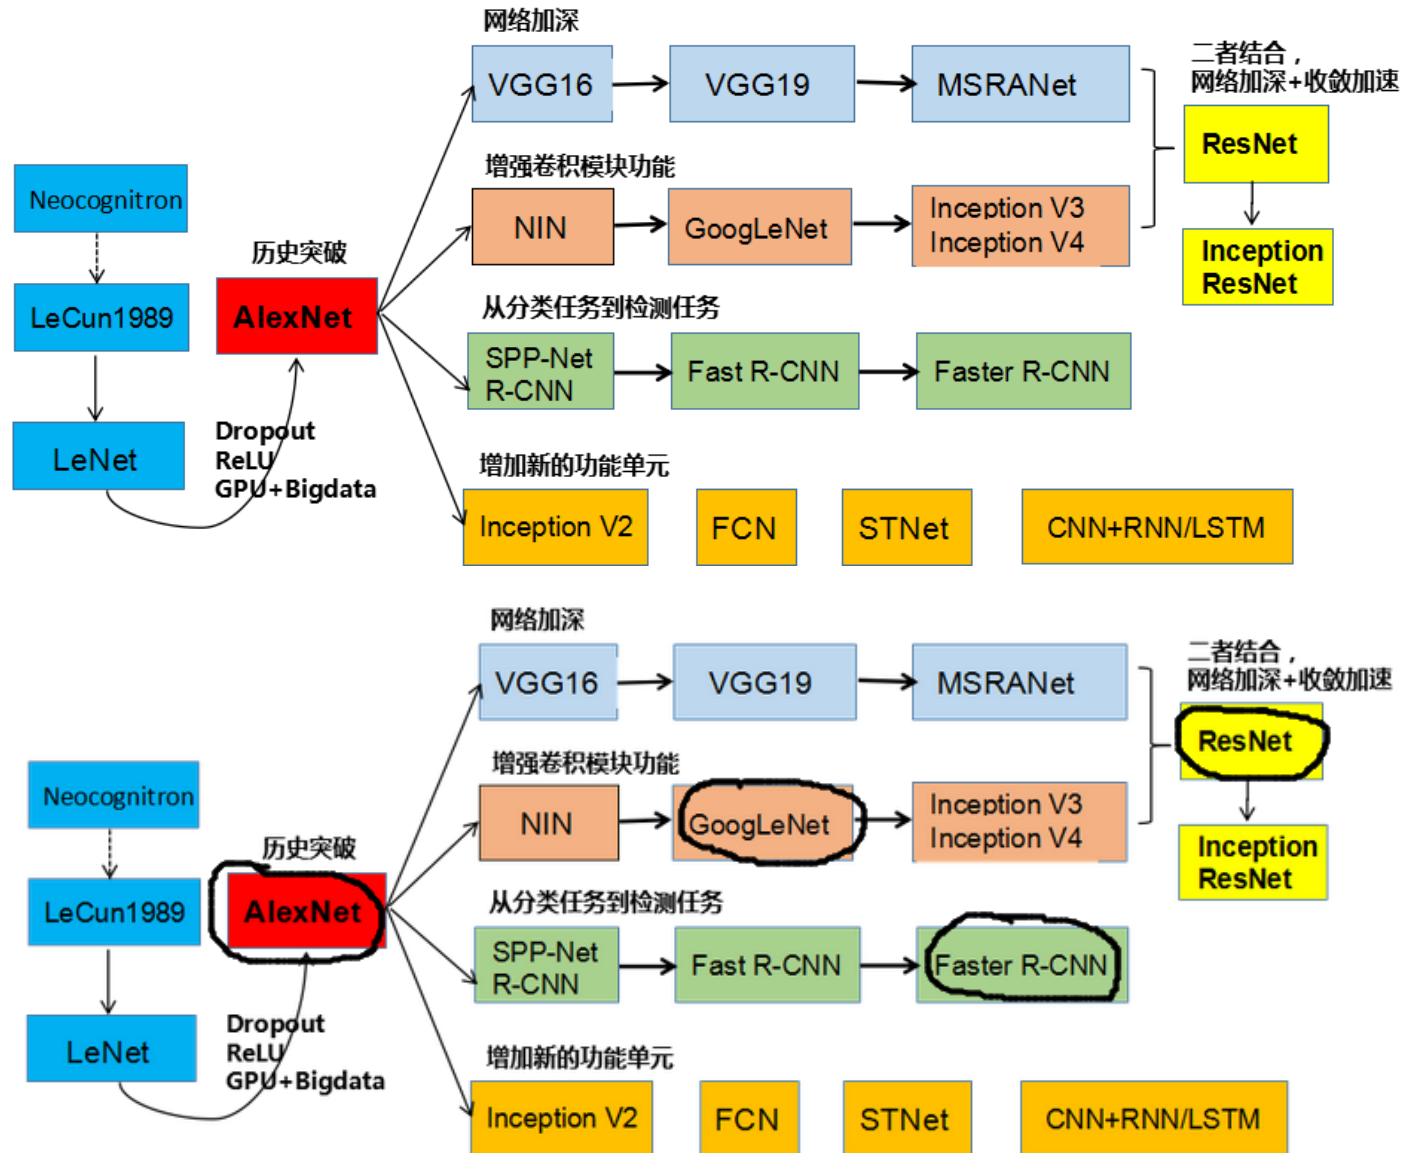 网络加深
VGG16
VGG19
MSRANet
二者结合，
网络加深+收敛加速
ResNet
Inception
ResNet
增强卷积模块功能
NIN
GoogLeNet
Inception V3
Inception V4
Neocognitron
LeCun1989
LeNet
历史突破
AlexNet
Dropout
ReLU
GPU+Bigdata
从分类任务到检测任务
SPP-Net
R-CNN
Fast R-CNN
Faster R-CNN
增加新的功能单元
Inception V2
FCN
STNet
CNN+RNN/LSTM
网络加深
VGG16
VGG19
MSRANet
二者结合，
网络加深+收敛加速
ResNet
Inception
ResNet
增强卷积模块功能
NIN
GoogLeNet
Inception V3
Inception V4
Neocognitron
LeCun1989
LeNet
历史突破
AlexNet
Dropout
ReLU
GPU+Bigdata
从分类任务到检测任务
SPP-Net
R-CNN
Fast R-CNN
Faster R-CNN
增加新的功能单元
Inception V2
FCN
STNet
CNN+RNN/LSTM